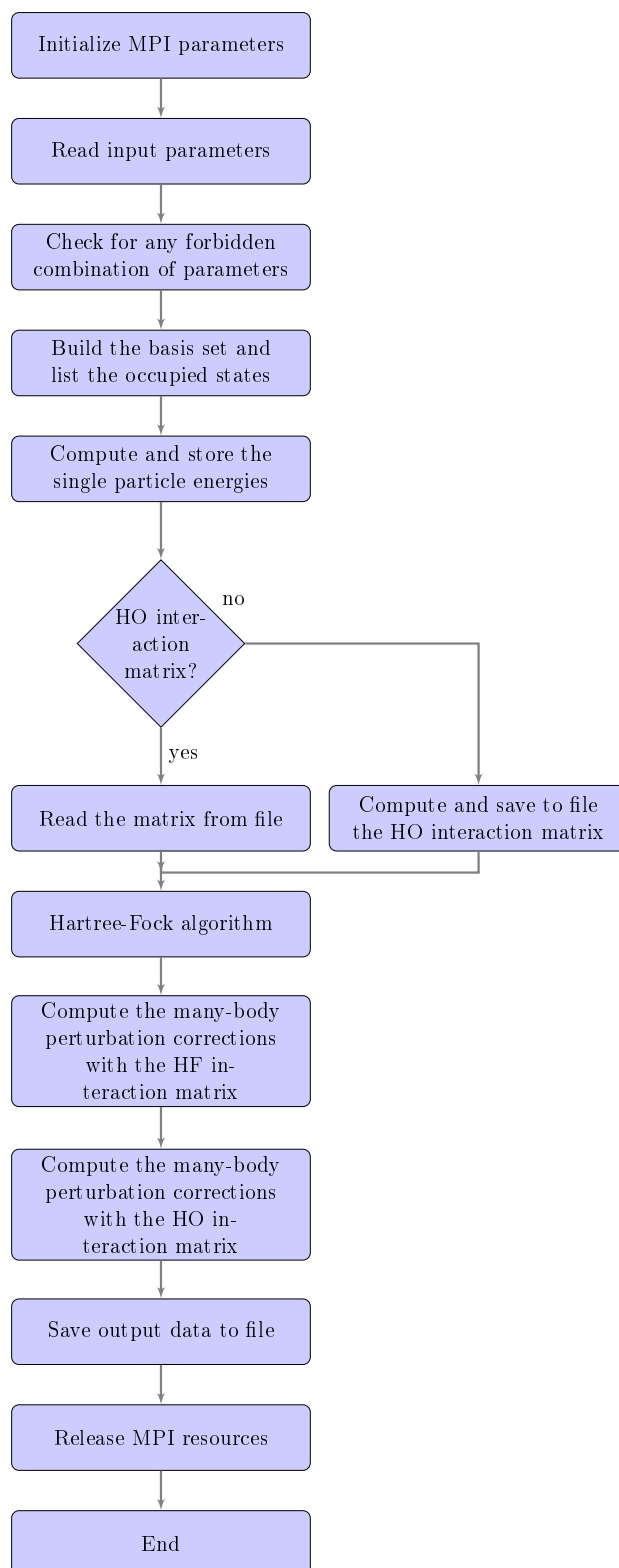 Initialize MPI parameters
Read input parameters
Check for any forbidden
combination of parameters
Build the basis set and
list the occupied states
Compute and store the
single particle energies
no
HO inter-
action
matrix?
yes
Read the matrix from file
Compute and save to file
the HO interaction matrix
Hartree-Fock algorithm
Compute the many-body
perturbation corrections
with the HF in-
teraction matrix
Compute the many-body
perturbation corrections
with the HO in-
teraction matrix
Save output data to file
Release MPI resources
End